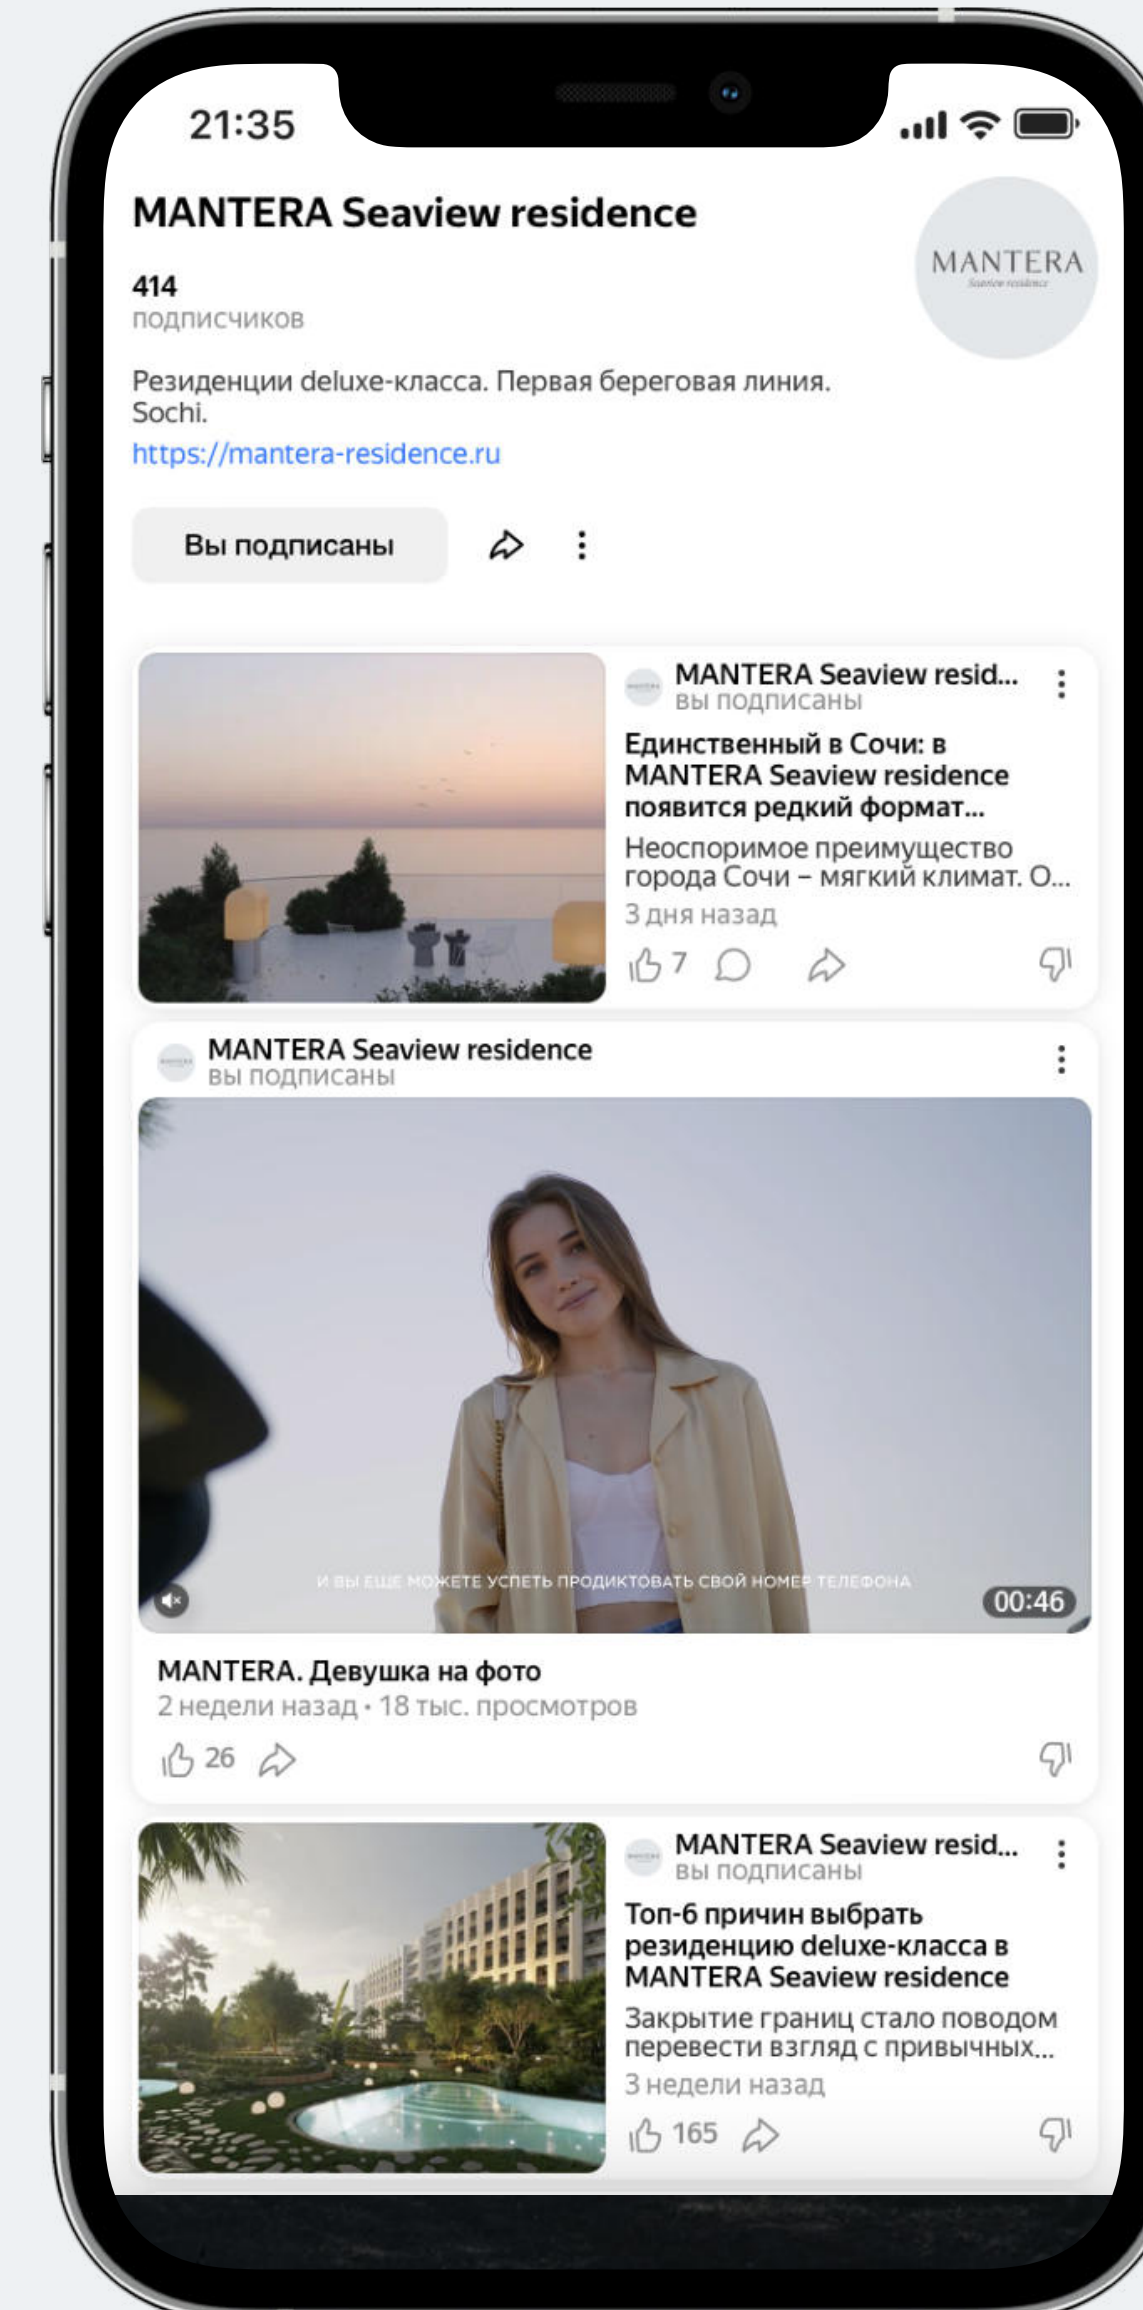 21:35
MANTERA Seaview residence
MANTERA
Seaview residence
414
подписчиков
Резиденции deluxe-класса. Первая береговая линия.
Sochi.
https://mantera-residence.ru
Вы подписаны
MANTERA Seaview resid...
вы подписаны
Единственный в Сочи: в
MANTERA Seaview residence
появится редкий формат...
Неоспоримое преимущество
города Сочи – мягкий климат. О...
3 дня назад
7
MANTERA Seaview residence
вы подписаны
И ВЫ ЕЩЕ МОЖЕТЕ УСПЕТЬ ПРОДИКТОВАТЬ СВОЙ НОМЕР ТЕЛЕФОНА
00:46
MANTERA. Девушка на фото
2 недели назад • 18 тыс. просмотров
26
MANTERA Seaview resid...
вы подписаны
Топ-6 причин выбрать
резиденцию deluxe-класса в
MANTERA Seaview residence
Закрытие границ стало поводом
перевести взгляд с привычных...
3 недели назад
165